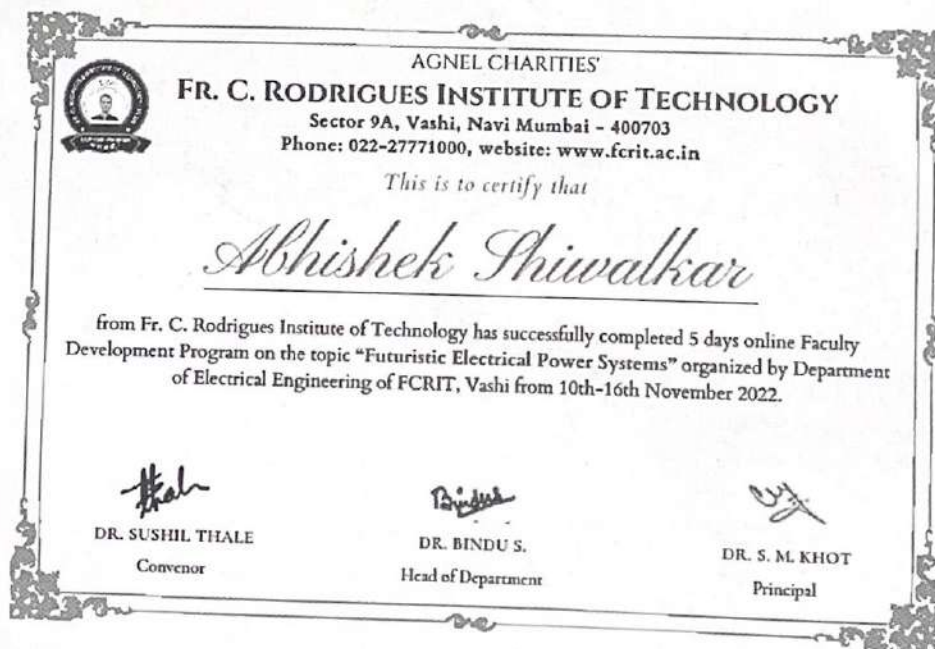 AGNEL CHARITIES'
FR. C. RODRIGUES INSTITUTE OF TECHNOLOGY
Sector 9A, Vashi, Navi Mumbai - 400703
Phone: 022-27771000, website: www.fcrit.ac.in
This is to certify that
Abhishek Shiwalkar
from Fr. C. Rodrigues Institute of Technology has successfully completed 5 days online Faculty
Development Program on the topic "Futuristic Electrical Power Systems" organized by Department
of Electrical Engineering of FCRIT, Vashi from 10th-16th November 2022.
Bindus
DR. SUSHIL THALE
Convenor
DR. BINDU S.
Head of Department
DR. S. M. KHOT
Principal